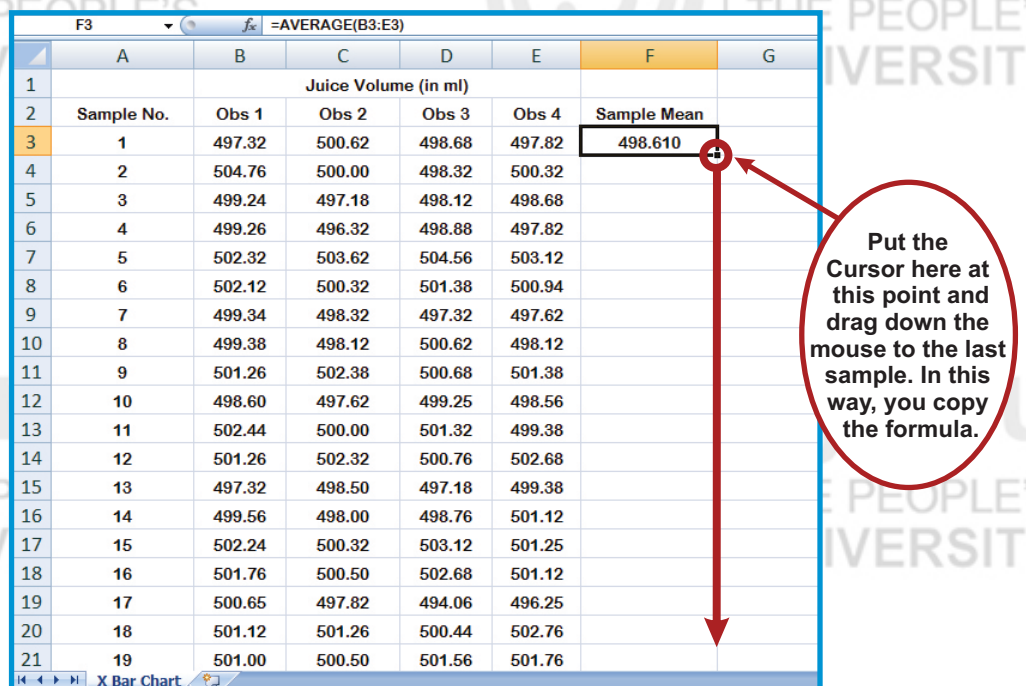 THE PEOPLE'S
UNIVERSIT
F3 fx =AVERAGE(B3:E3)
A B C D E F G
1 Juice Volume (in ml)
2 Sample No. Obs 1 Obs 2 Obs 3 Obs 4 Sample Mean
3 1 497.32 500.62 498.68 497.82 498.610
4 2 504.76 500.00 498.32 500.32
5 3 499.24 497.18 498.12 498.68
6 4 499.26 496.32 498.88 497.82
7 5 502.32 503.62 504.56 503.12
8 6 502.12 500.32 501.38 500.94
9 7 499.34 498.32 497.32 497.62
10 8 499.38 498.12 500.62 498.12
11 9 501.26 502.38 500.68 501.38
12 10 498.60 497.62 499.25 498.56
13 11 502.44 500.00 501.32 499.38
14 12 501.26 502.32 500.76 502.68
15 13 497.32 498.50 497.18 499.38
16 14 499.56 498.00 498.76 501.12
17 15 502.24 500.32 503.12 501.25
18 16 501.76 500.50 502.68 501.12
19 17 500.65 497.82 494.06 496.25
20 18 501.12 501.26 500.44 502.76
21 19 501.00 500.50 501.56 501.76
X Bar Chart
Put the
Cursor here at
this point and
drag down the
mouse to the last
sample. In this
way, you copy
the formula.
E PEOPLE'
IVERSIT